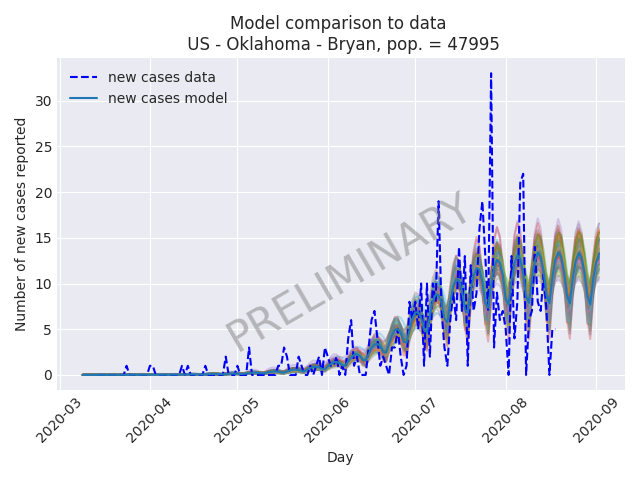 Model comparison to data
US - Oklahoma - Bryan, pop. = 47995
new cases data
new cases model
PRELIMINARY
Number of new cases reported
30
25
20
15
10
5
0
2020-03
2020-04
2020-05
2020-06
2020-07
2020-08
2020-09
Day